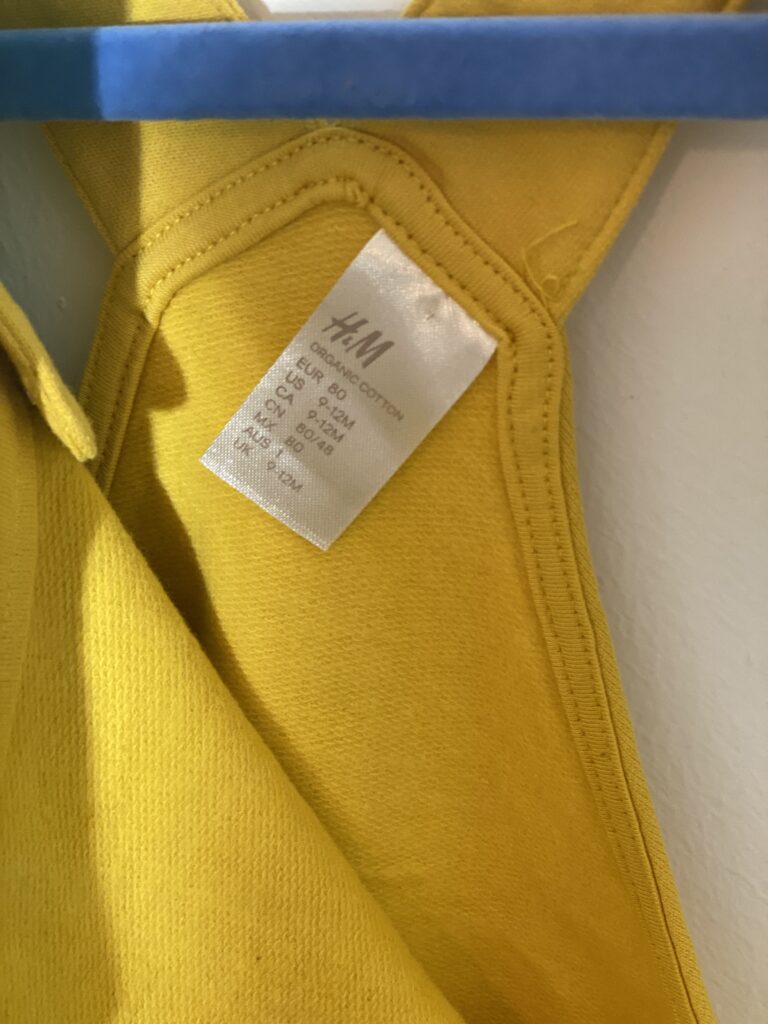 H&M
ORGANIC COTTON
EUR 80
US 9-12M
CA 9-12M
CN 80/48
MX 80
AUS 1
UK 9-12M